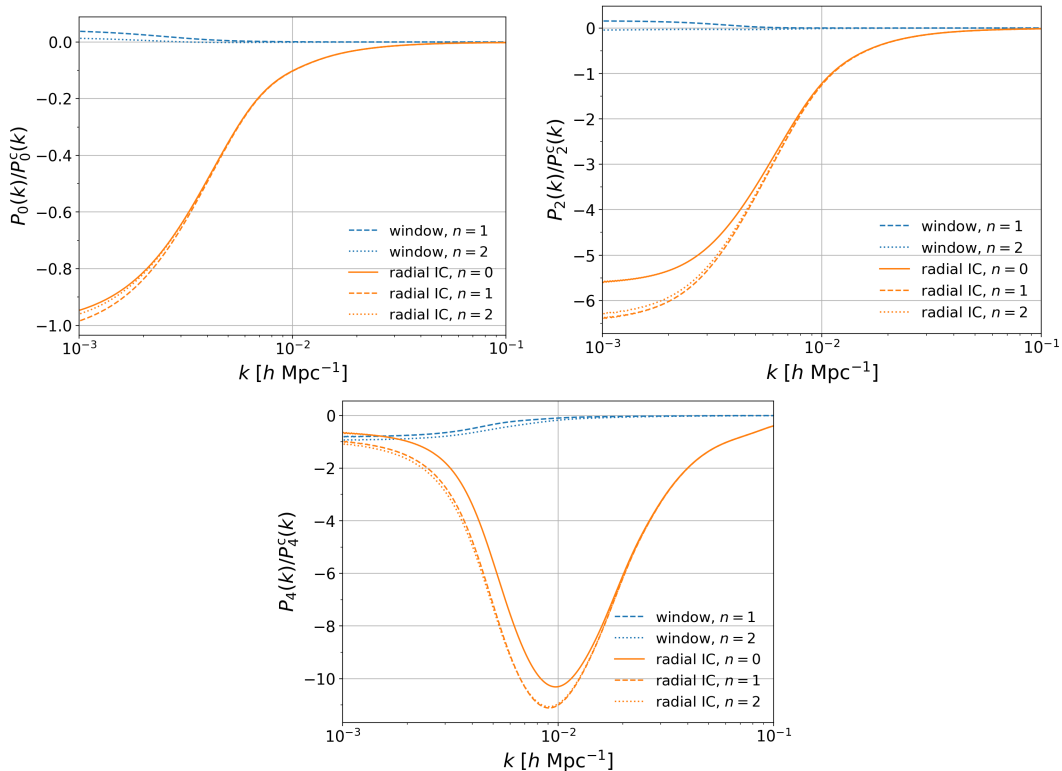 0.0
−0.2
−0.4
−0.6
−0.8
−1.0
P₀(k)/P₀ᶜ(k)
window, n = 1
window, n = 2
radial IC, n = 0
radial IC, n = 1
radial IC, n = 2
10⁻³
10⁻²
10⁻¹
k [h Mpc⁻¹]
0
−1
−2
−3
−4
−5
−6
P₂(k)/P₂ᶜ(k)
window, n = 1
window, n = 2
radial IC, n = 0
radial IC, n = 1
radial IC, n = 2
10⁻³
10⁻²
10⁻¹
k [h Mpc⁻¹]
0
−2
−4
−6
−8
−10
P₄(k)/P₄ᶜ(k)
window, n = 1
window, n = 2
radial IC, n = 0
radial IC, n = 1
radial IC, n = 2
10⁻³
10⁻²
10⁻¹
k [h Mpc⁻¹]